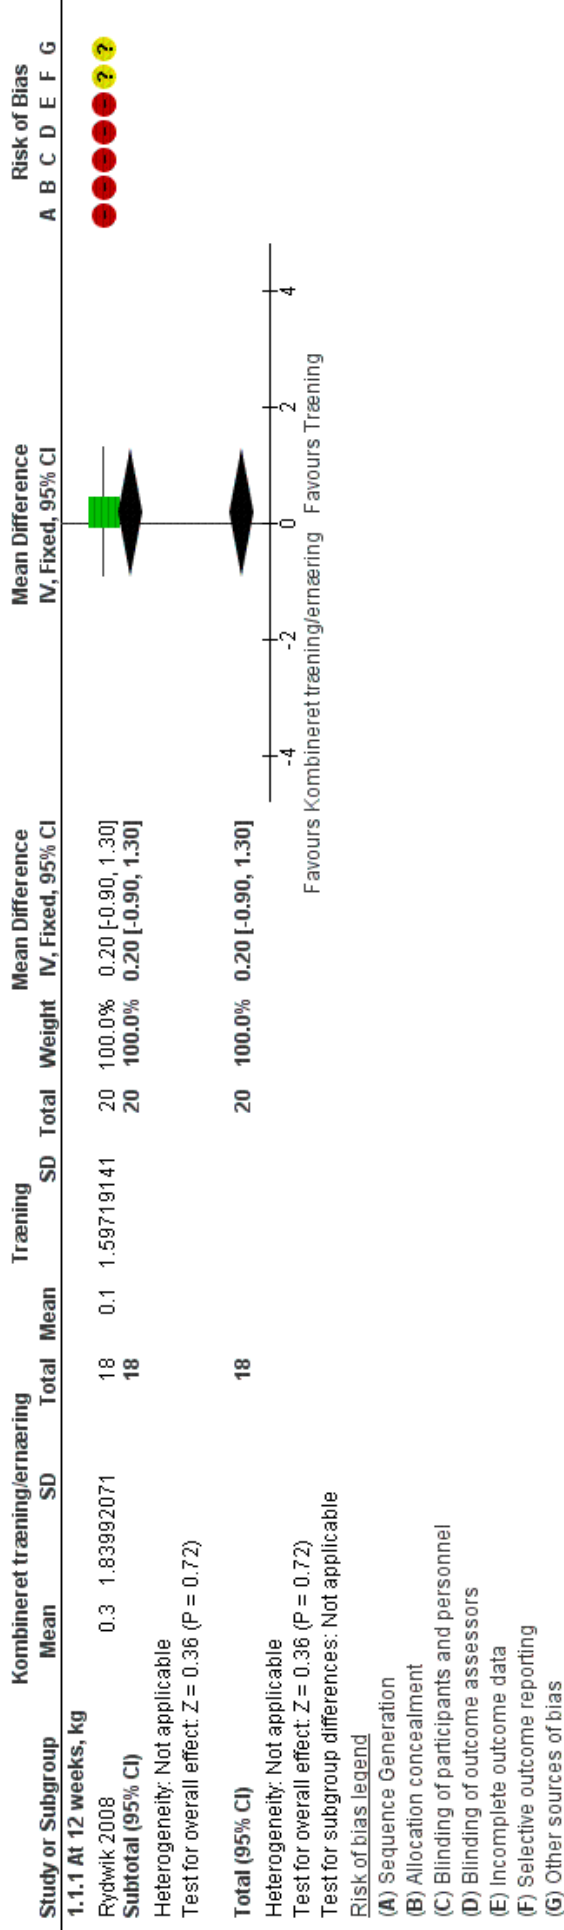 Kombineret træning/ernæring Træning Mean Difference Mean Difference Risk of Bias
Study or Subgroup Mean SD Total Mean SD Total Weight IV, Fixed, 95% CI IV, Fixed, 95% CI A B C D E F G
1.1.1 At 12 weeks, kg
Rydwik 2008 0.3 1.83992071 18 0.1 1.59719141 20 100.0% 0.20 [-0.90, 1.30] - - - - - ? ?
Subtotal (95% CI) 18 20 100.0% 0.20 [-0.90, 1.30]
Heterogeneity: Not applicable
Test for overall effect: Z = 0.36 (P = 0.72)
Total (95% CI) 18 20 100.0% 0.20 [-0.90, 1.30]
Heterogeneity: Not applicable
Test for overall effect: Z = 0.36 (P = 0.72)
Test for subgroup differences: Not applicable
-4 -2 0 2 4
Favours Kombineret træning/ernæring Favours Træning
Risk of bias legend
(A) Sequence Generation
(B) Allocation concealment
(C) Blinding of participants and personnel
(D) Blinding of outcome assessors
(E) Incomplete outcome data
(F) Selective outcome reporting
(G) Other sources of bias